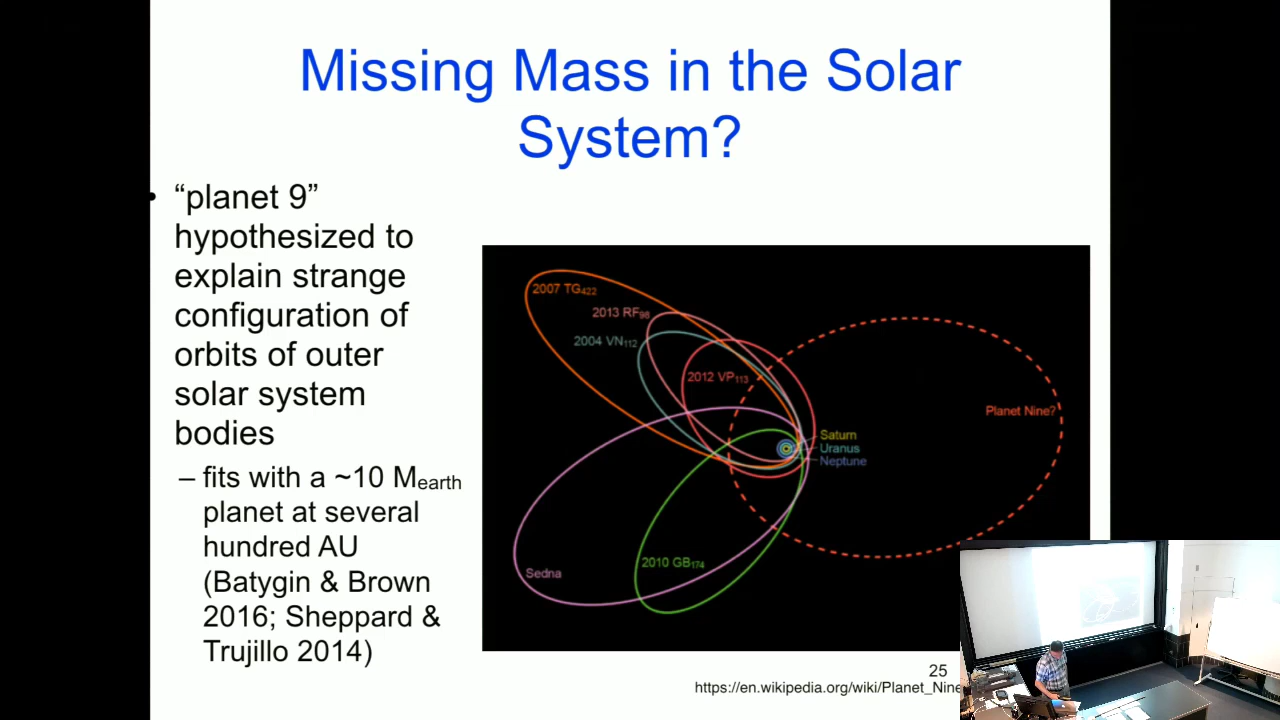 Missing Mass in the Solar
System?
• “planet 9”
hypothesized to
explain strange
configuration of
orbits of outer
solar system
bodies
– fits with a ~10 Mearth
planet at several
hundred AU
(Batygin & Brown
2016; Sheppard &
Trujillo 2014)
2007 TG422
2013 RF98
2004 VN112
2012 VP113
Planet Nine?
Saturn
Uranus
Neptune
2010 GB174
Sedna
25
https://en.wikipedia.org/wiki/Planet_Nine